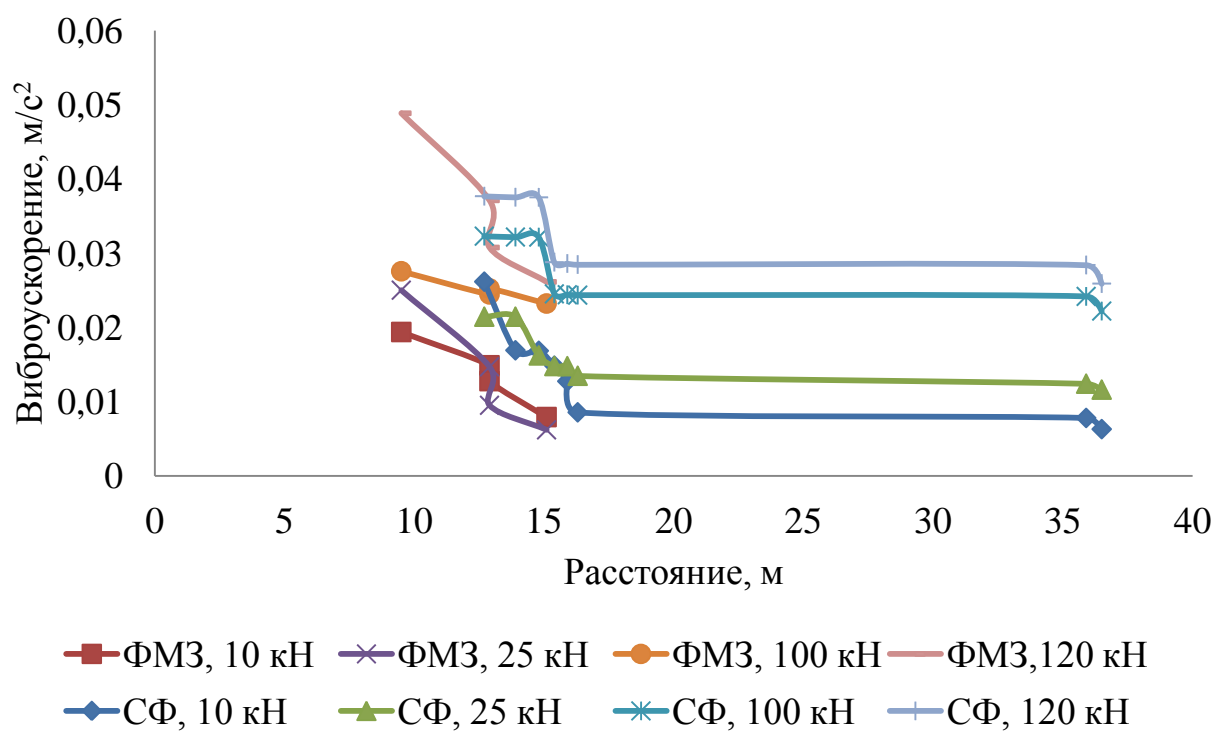 Виброускорение, м/с²
0,06
0,05
0,04
0,03
0,02
0,01
0
0 5 10 15 20 25 30 35 40
Расстояние, м
ФМЗ, 10 кН ФМЗ, 25 кН ФМЗ, 100 кН ФМЗ,120 кН
СФ, 10 кН СФ, 25 кН СФ, 100 кН СФ, 120 кН